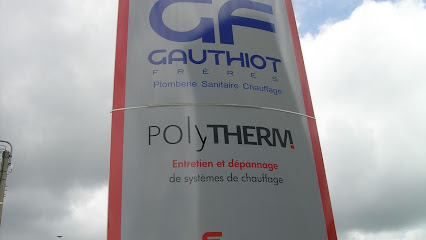 GF
GAUTHIOT
FRÈRES
Plomberie Sanitaire Chauffage
polyTHERM
Entretien et dépannage
de systèmes de chauffage